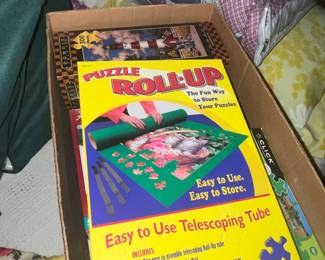 PUZZLE
ROLL-UP
The Fun Way
to Store
Your Puzzles
Easy to Use.
Easy to Store.
Easy to Use Telescoping Tube
INCLUDES:
CLICK